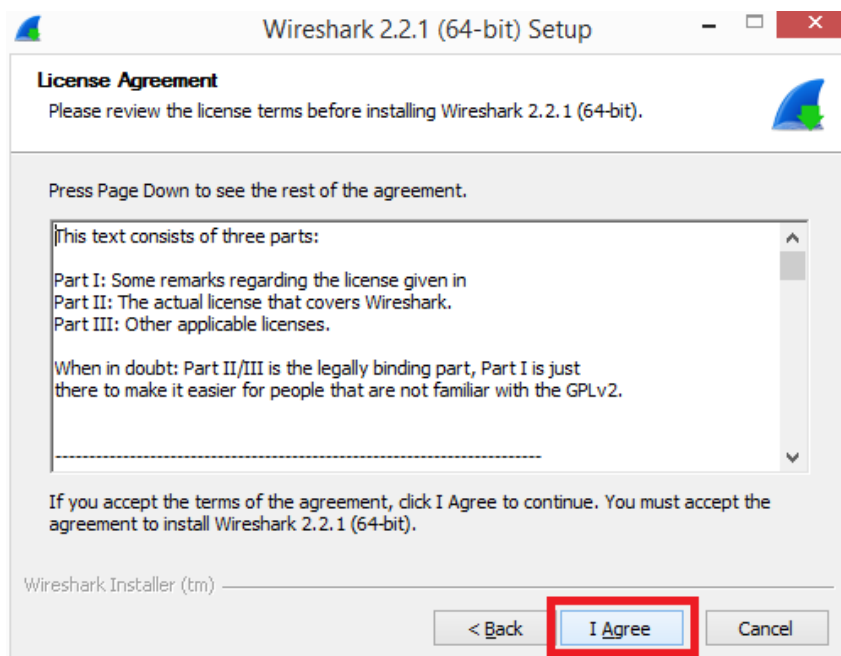 Wireshark 2.2.1 (64-bit) Setup
License Agreement
Please review the license terms before installing Wireshark 2.2.1 (64-bit).
Press Page Down to see the rest of the agreement.
This text consists of three parts:
Part I: Some remarks regarding the license given in
Part II: The actual license that covers Wireshark.
Part III: Other applicable licenses.
When in doubt: Part II/III is the legally binding part, Part I is just
there to make it easier for people that are not familiar with the GPLv2.
------------------------------------------------------------------------
If you accept the terms of the agreement, click I Agree to continue. You must accept the
agreement to install Wireshark 2.2.1 (64-bit).
Wireshark Installer (tm)
< Back I Agree Cancel